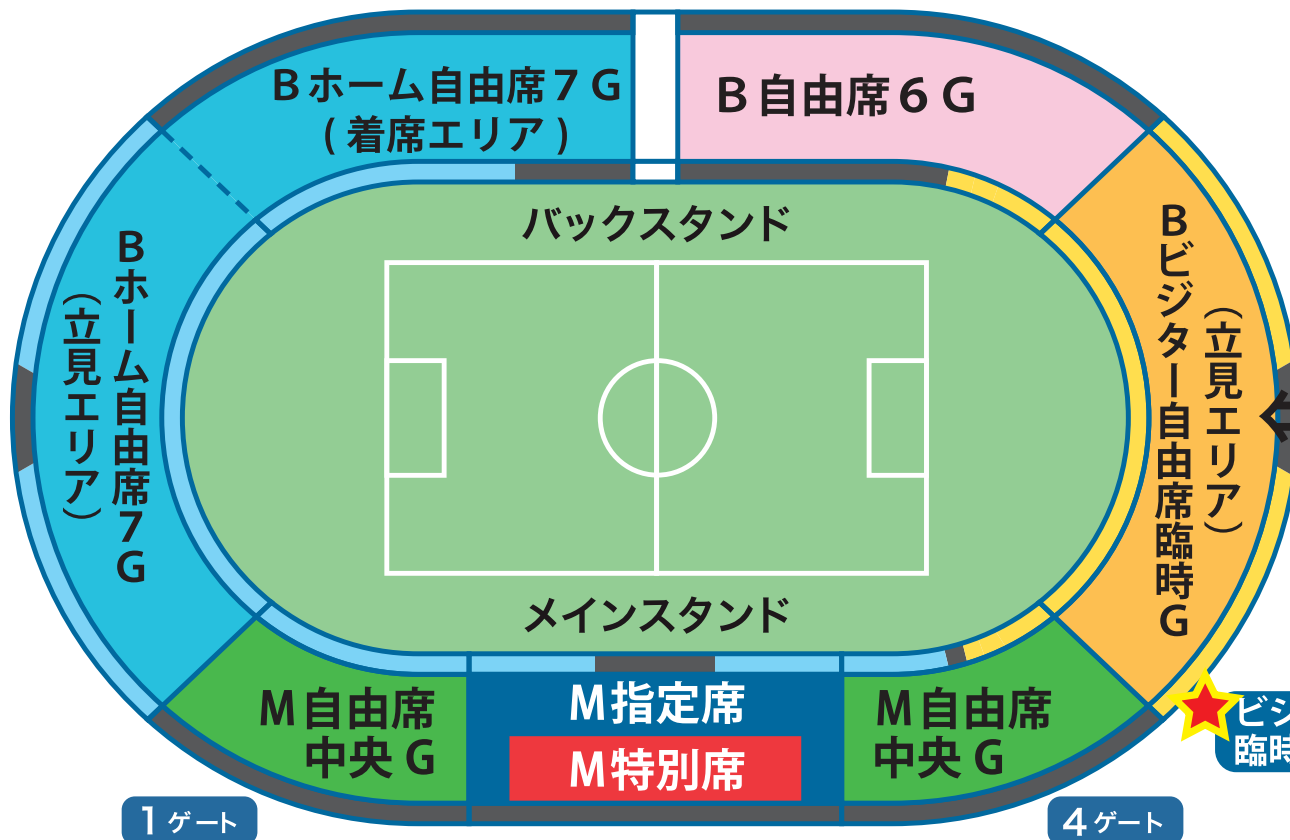 Bホーム自由席7G
(着席エリア)
B自由席6G
バックスタンド
Bホーム自由席7G
（立見エリア）
（立見エリア）
Bビジター自由席臨時G
メインスタンド
M自由席
中央G
M指定席
M特別席
M自由席
中央G
ビジ
臨時
1ゲート
4ゲート